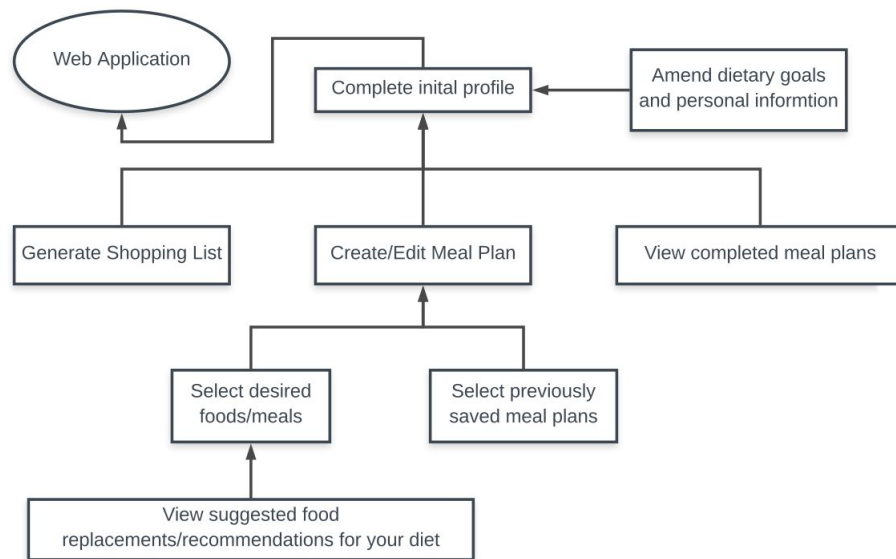 Web Application
Complete inital profile
Amend dietary goals
and personal informtion
Generate Shopping List
Create/Edit Meal Plan
View completed meal plans
Select desired
foods/meals
Select previously
saved meal plans
View suggested food
replacements/recommendations for your diet